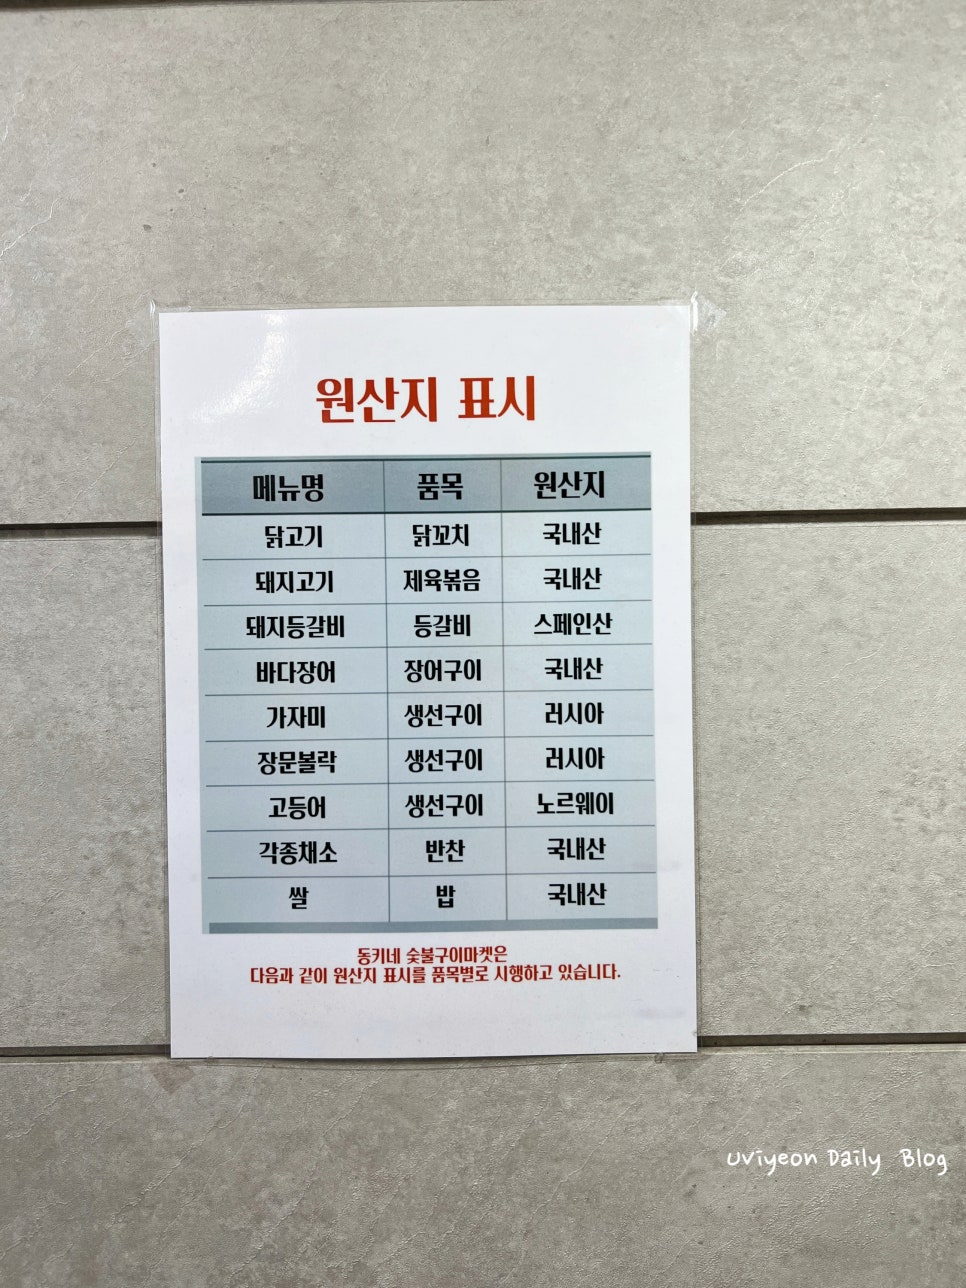 원산지 표시
메뉴명 품목 원산지
닭고기 닭꼬치 국내산
돼지고기 제육볶음 국내산
돼지등갈비 등갈비 스페인산
바다장어 장어구이 국내산
가자미 생선구이 러시아
장문볼락 생선구이 러시아
고등어 생선구이 노르웨이
각종채소 반찬 국내산
쌀 밥 국내산
동키네 숯불구이마켓은
다음과 같이 원산지 표시를 품목별로 시행하고 있습니다.
uviyeon Daily Blog